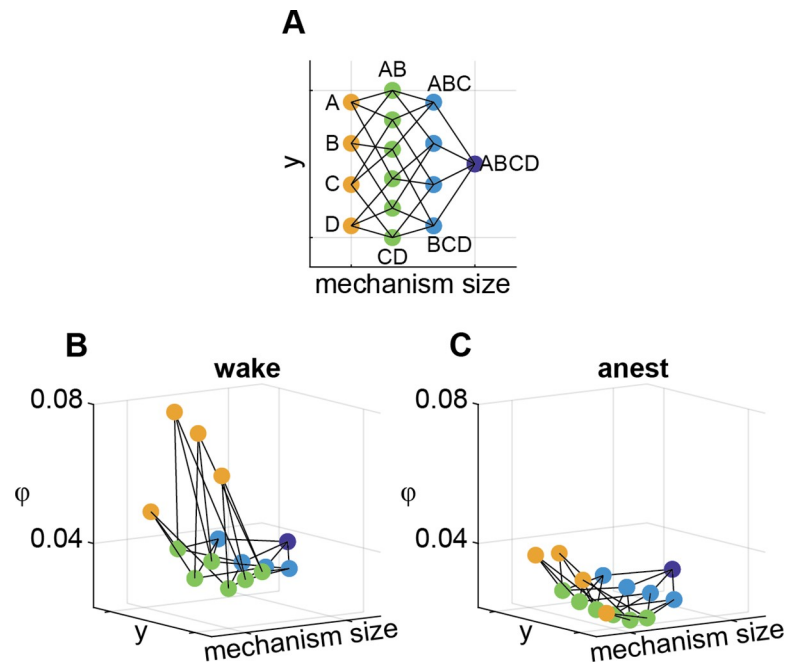 A
AB
ABC
A
B
y
ABCD
C
D
BCD
CD
mechanism size
B
C
wake
anest
0.08
0.08
φ
φ
0.04
0.04
y
mechanism size
y
mechanism size